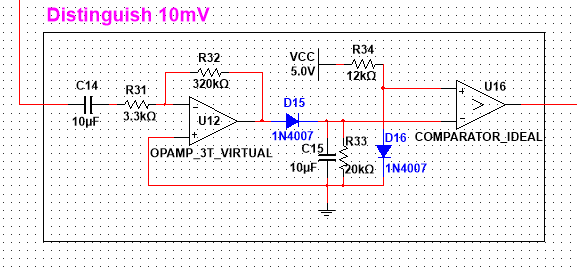 Distinguish 10mV
C14
10µF
R31
3.3kΩ
R32
320kΩ
U12
OPAMP_3T_VIRTUAL
D15
1N4007
VCC
5.0V
R34
12kΩ
C15
10µF
R33
20kΩ
D16
1N4007
U16
COMPARATOR_IDEAL